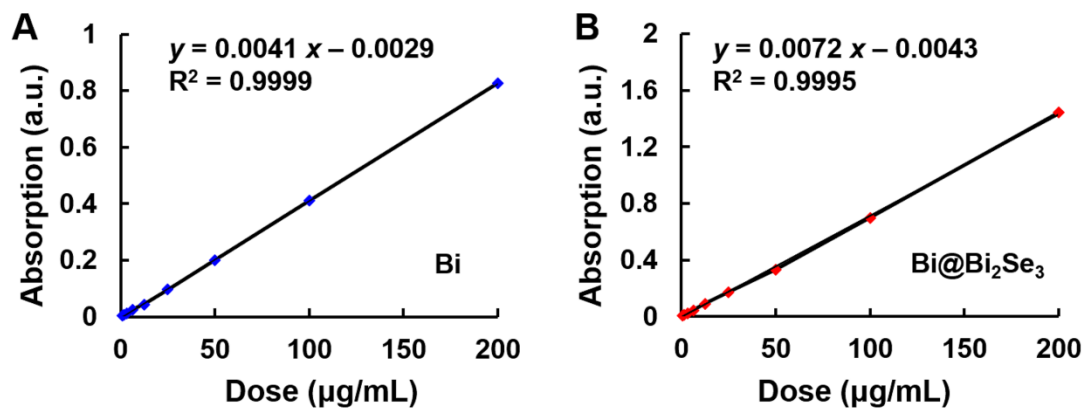 A
y = 0.0041 x – 0.0029
R² = 0.9999
1
0.8
0.6
0.4
0.2
0
Absorption (a.u.)
Bi
0 50 100 150 200
Dose (μg/mL)
B
y = 0.0072 x – 0.0043
R² = 0.9995
2
1.6
1.2
0.8
0.4
0
Absorption (a.u.)
Bi@Bi₂Se₃
0 50 100 150 200
Dose (μg/mL)